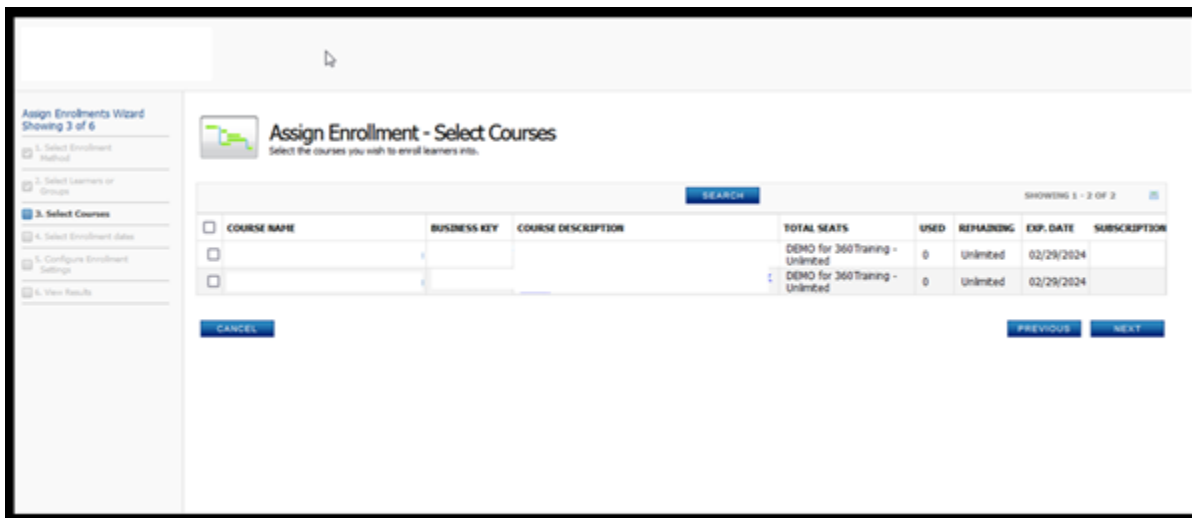 Assign Enrollments Wizard
Showing 3 of 6
1. Select Enrollment
Method
2. Select Learners or
Groups
3. Select Courses
4. Select Enrollment dates
5. Configure Enrollment
Settings
6. View Results
Assign Enrollment - Select Courses
Select the courses you wish to enroll learners into.
SEARCH
SHOWING 1 - 2 OF 2
COURSE NAME BUSINESS KEY COURSE DESCRIPTION TOTAL SEATS USED REMAINING EXP. DATE SUBSCRIPTION
DEMO for 360Training -
Unlimited 0 Unlimited 02/29/2024
DEMO for 360Training -
Unlimited 0 Unlimited 02/29/2024
CANCEL PREVIOUS NEXT